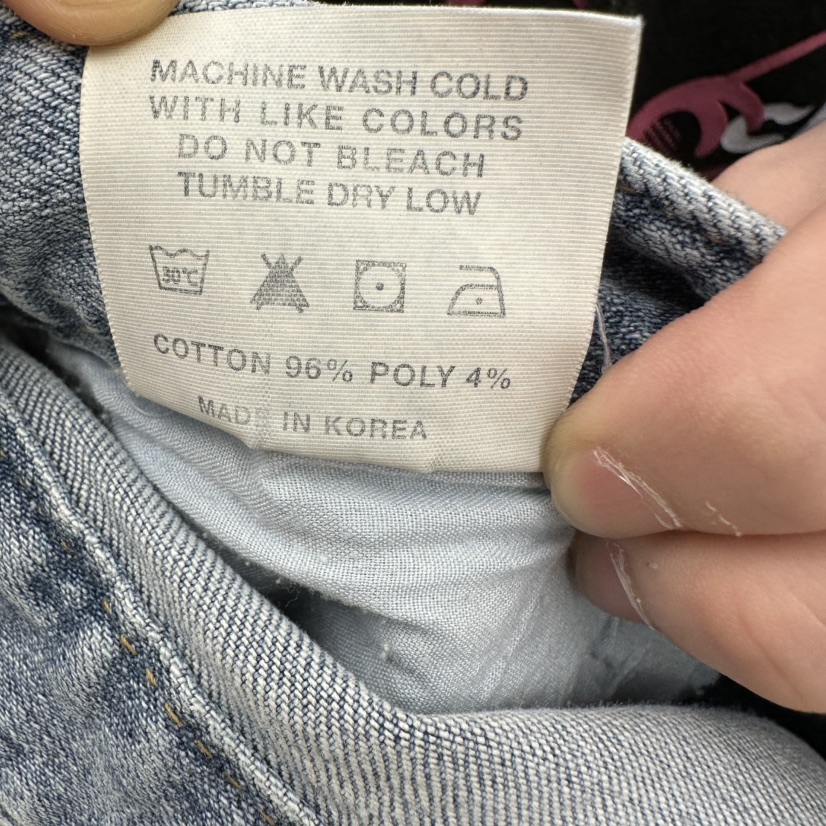 MACHINE WASH COLD
WITH LIKE COLORS
DO NOT BLEACH
TUMBLE DRY LOW
30°C
COTTON 96% POLY 4%
MADE IN KOREA